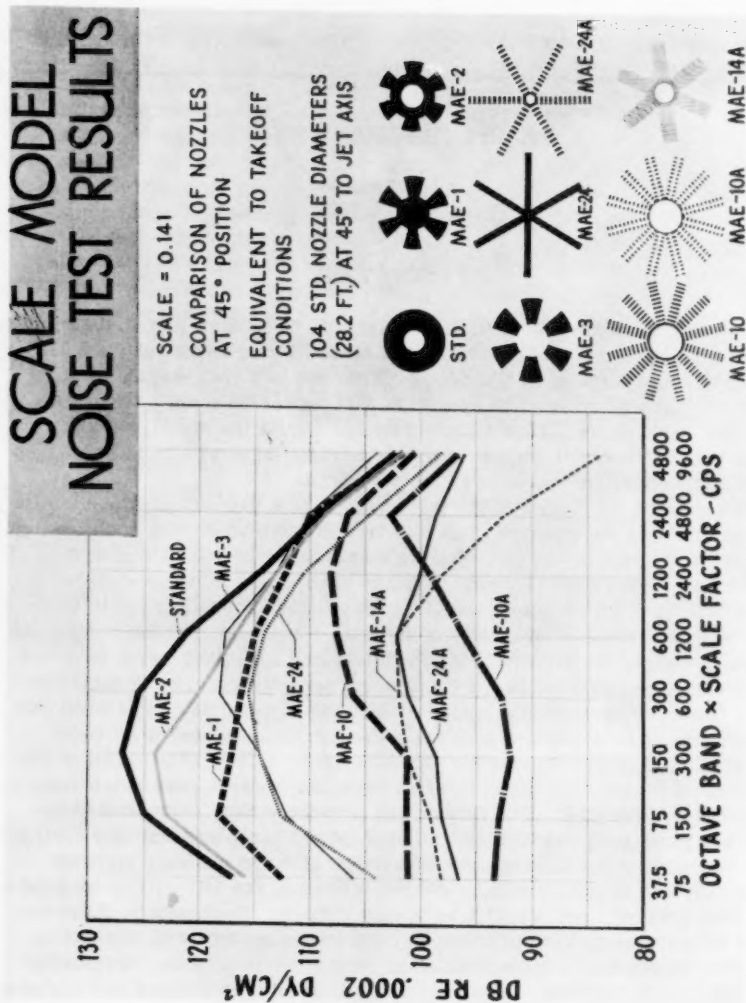 SCALE MODEL
NOISE TEST RESULTS
SCALE = 0.141
COMPARISON OF NOZZLES
AT 45° POSITION
EQUIVALENT TO TAKEOFF
CONDITIONS
104 STD. NOZZLE DIAMETERS
(28.2 FT.) AT 45° TO JET AXIS
STD.
MAE-1
MAE-2
MAE-3
MAE24
MAE-24A
MAE-10
MAE-10A
MAE-14A
130
120
110
100
90
80
DB RE .0002 DY/CM²
STANDARD
MAE-2
MAE-3
MAE-1
MAE-24
MAE-10
MAE-14A
MAE-24A
MAE-10A
37.5 75 150 300 600 1200 2400 4800
75 150 300 600 1200 2400 4800 9600
OCTAVE BAND × SCALE FACTOR - CPS